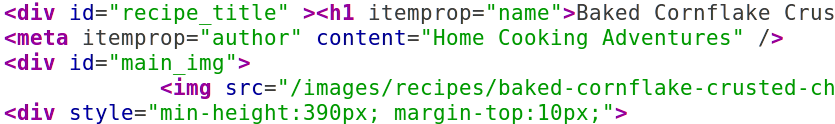 <div id="recipe_title" ><h1 itemprop="name">Baked Cornflake Crus
<meta itemprop="author" content="Home Cooking Adventures" />
<div id="main_img">
<img src="/images/recipes/baked-cornflake-crusted-ch
<div style="min-height:390px; margin-top:10px;">